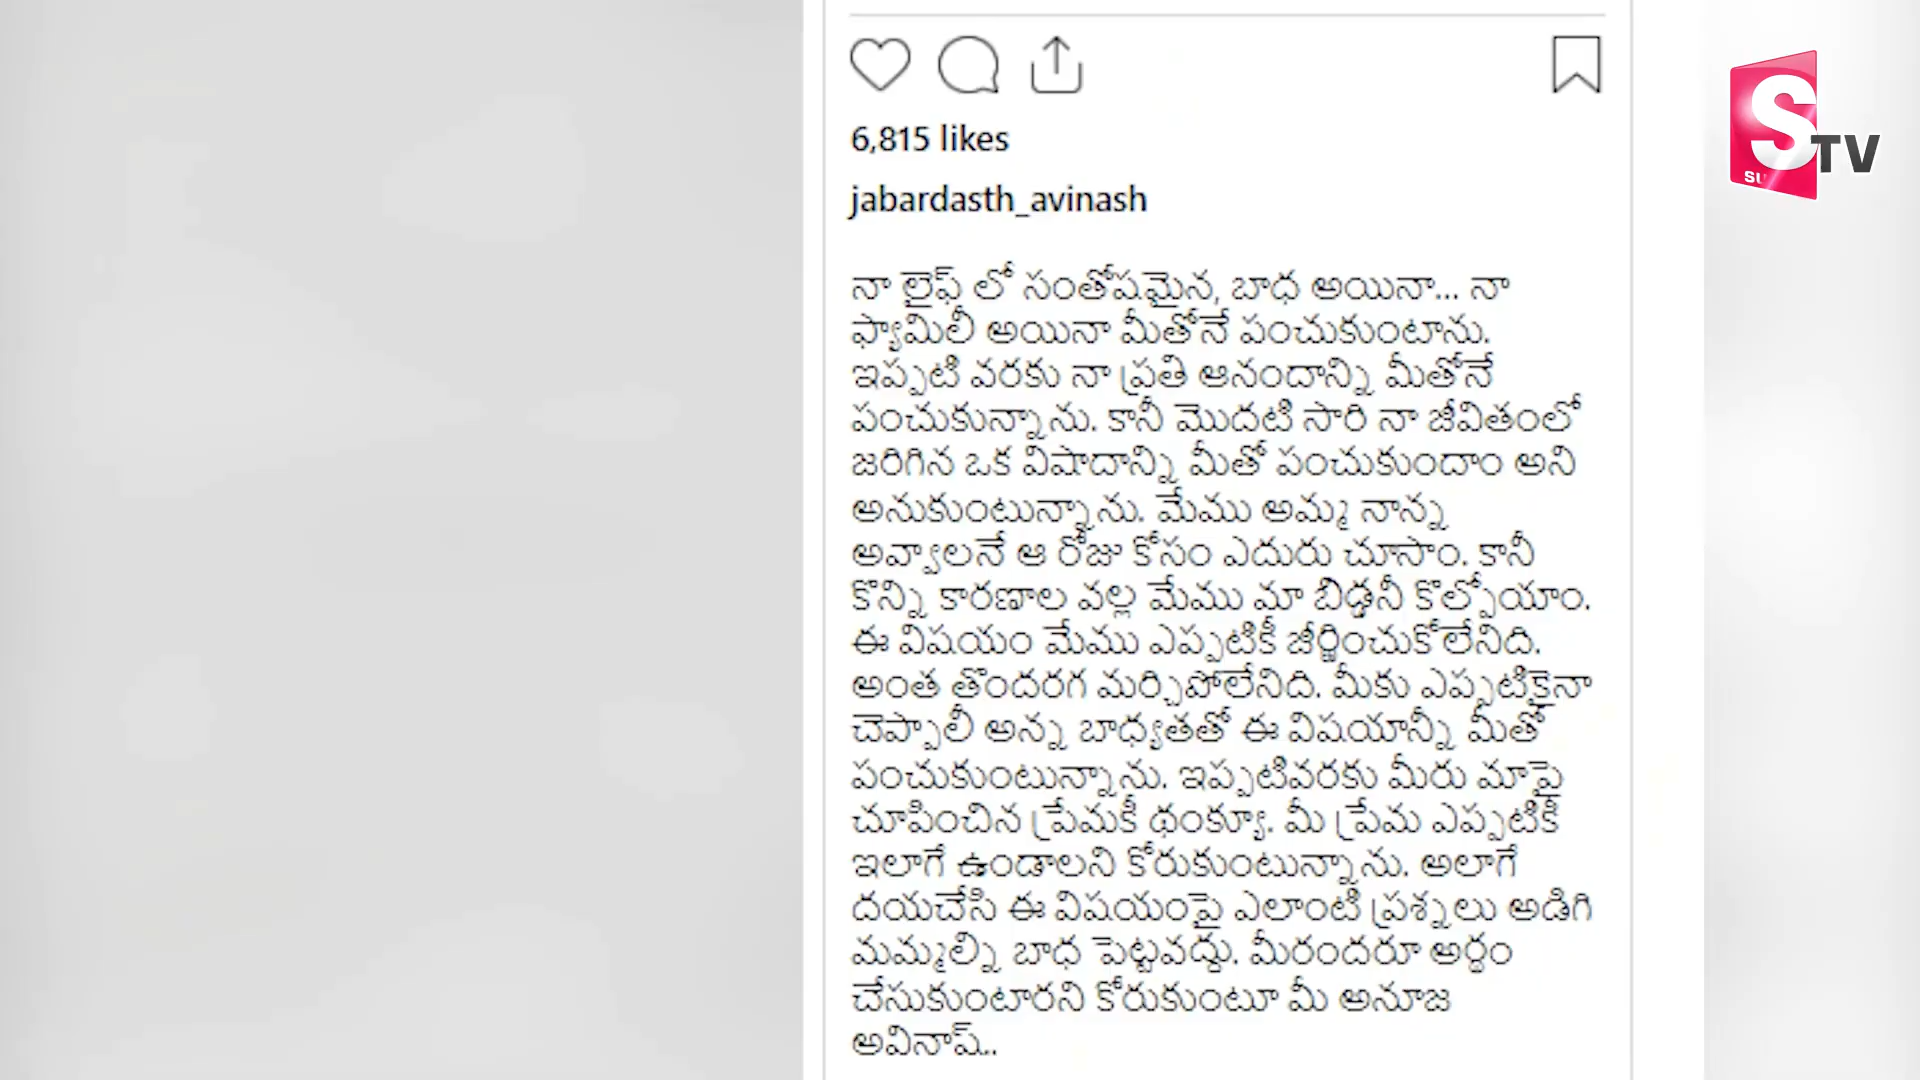 6,815 likes
jabardasth_avinash
నా లైఫ్ లో సంతోషమైన, బాధ అయినా... నా
ఫ్యామిలీ అయినా మీతోనే పంచుకుంటాను.
ఇప్పటి వరకు నా ప్రతి ఆనందాన్ని మీతోనే
పంచుకున్నాను. కానీ మొదటి సారి నా జీవితంలో
జరిగిన ఒక విషాదాన్ని మీతో పంచుకుందాం అని
అనుకుంటున్నాను. మేము అమ్మ నాన్న
అవ్వాలనే ఆ రోజు కోసం ఎదురు చూసాం. కానీ
కొన్ని కారణాల వల్ల మేము మా బిడ్డనీ కొల్పోయాం.
ఈ విషయం మేము ఎప్పటికీ జీర్ణించుకోలేనిది.
అంత తొందరగ మర్చిపోలేనిది. మీకు ఎప్పటికైనా
చెప్పాలీ అన్న బాధ్యతతో ఈ విషయాన్నీ మీతో
పంచుకుంటున్నాను. ఇప్పటివరకు మీరు మాపై
చూపించిన ప్రేమకీ థంక్యూ. మీ ప్రేమ ఎప్పటికీ
ఇలాగే ఉండాలని కోరుకుంటున్నాను. అలాగే
దయచేసి ఈ విషయంపై ఎలాంటి ప్రశ్నలు అడిగి
మమ్మల్ని బాధ పెట్టవద్దు. మీరందరూ అర్ధం
చేసుకుంటారని కోరుకుంటూ మీ అనూజ
అవినాష్..
S TV